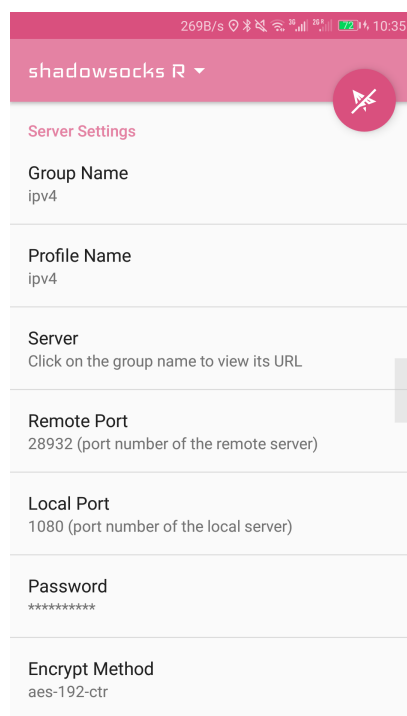 269B/s 3G 2G R 72 10:35
shadowsocks R
Server Settings
Group Name
ipv4
Profile Name
ipv4
Server
Click on the group name to view its URL
Remote Port
28932 (port number of the remote server)
Local Port
1080 (port number of the local server)
Password
**********
Encrypt Method
aes-192-ctr